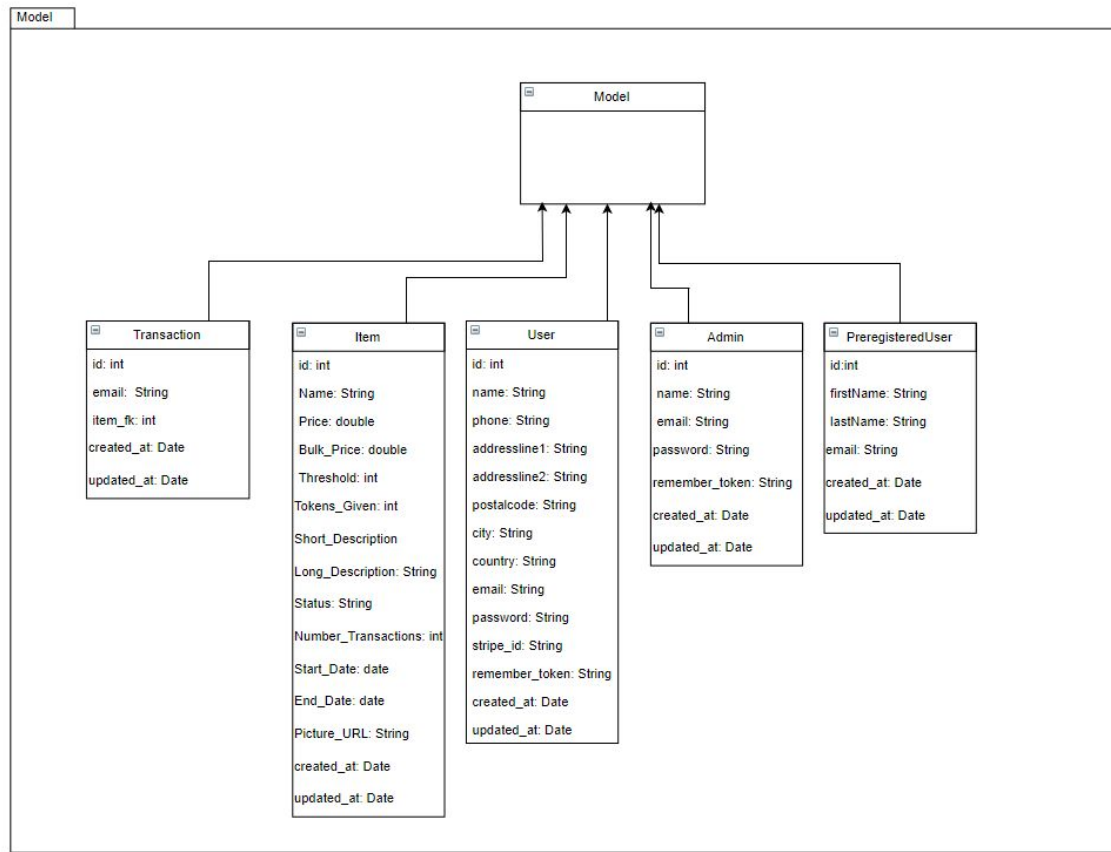 Model
Model
Transaction
id: int
email: String
item_fk: int
created_at: Date
updated_at: Date
Item
id: int
Name: String
Price: double
Bulk_Price: double
Threshold: int
Tokens_Given: int
Short_Description
Long_Description: String
Status: String
Number_Transactions: int
Start_Date: date
End_Date: date
Picture_URL: String
created_at: Date
updated_at: Date
User
id: int
name: String
phone: String
addressline1: String
addressline2: String
postalcode: String
city: String
country: String
email: String
password: String
stripe_id: String
remember_token: String
created_at: Date
updated_at: Date
Admin
id: int
name: String
email: String
password: String
remember_token: String
created_at: Date
updated_at: Date
PreregisteredUser
id:int
firstName: String
lastName: String
email: String
created_at: Date
updated_at: Date